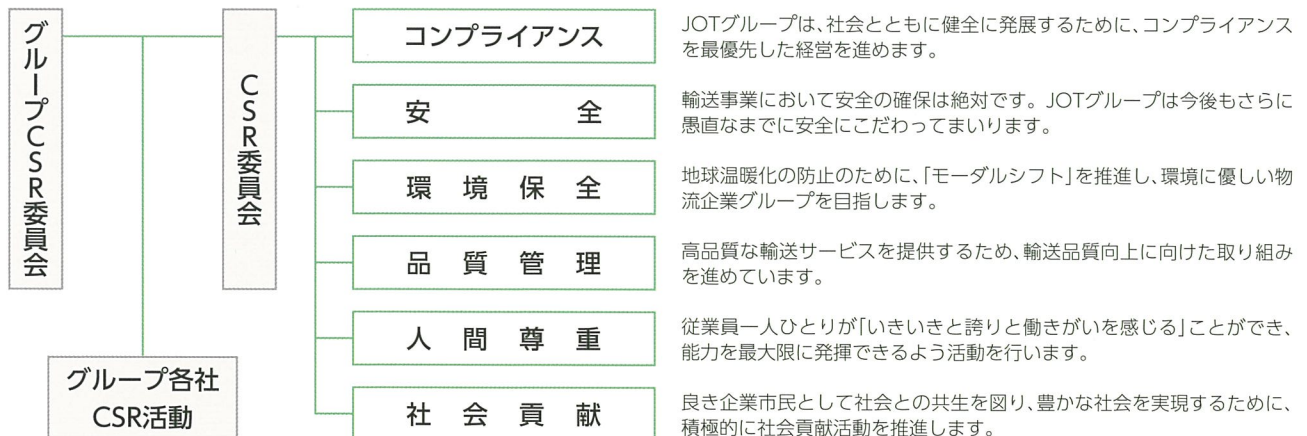 グループCSR委員会
グループ各社
CSR活動
CSR委員会
コンプライアンス
JOTグループは、社会とともに健全に発展するために、コンプライアンス
を最優先した経営を進めます。
安全
輸送事業において安全の確保は絶対です。JOTグループは今後もさらに
愚直なまでに安全にこだわってまいります。
環境保全
地球温暖化の防止のために、「モーダルシフト」を推進し、環境に優しい物
流企業グループを目指します。
品質管理
高品質な輸送サービスを提供するため、輸送品質向上に向けた取り組み
を進めています。
人間尊重
従業員一人ひとりが「いきいきと誇りと働きがいを感じる」ことができ、
能力を最大限に発揮できるよう活動を行います。
社会貢献
良き企業市民として社会との共生を図り、豊かな社会を実現するために、
積極的に社会貢献活動を推進します。